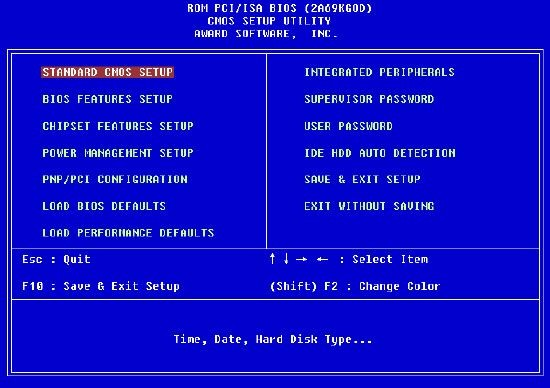 ROM PCI/ISA BIOS (2A69KGOD)
CMOS SETUP UTILITY
AWARD SOFTWARE, INC.
STANDARD CMOS SETUP
BIOS FEATURES SETUP
CHIPSET FEATURES SETUP
POWER MANAGEMENT SETUP
PNP/PCI CONFIGURATION
LOAD BIOS DEFAULTS
LOAD PERFORMANCE DEFAULTS
INTEGRATED PERIPHERALS
SUPERVISOR PASSWORD
USER PASSWORD
IDE HDD AUTO DETECTION
SAVE & EXIT SETUP
EXIT WITHOUT SAVING
Esc : Quit
↑ ↓ → ← : Select Item
F10 : Save & Exit Setup
(Shift) F2 : Change Color
Time, Date, Hard Disk Type...